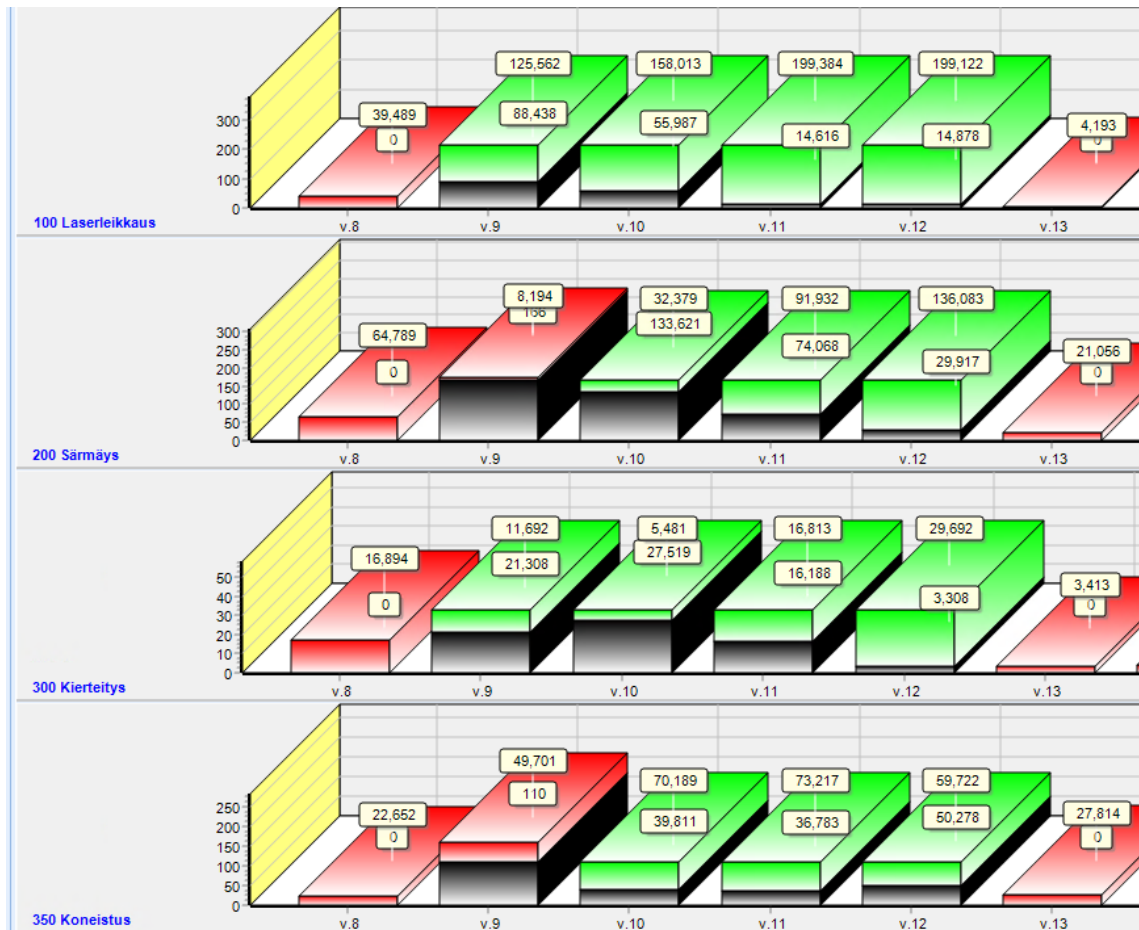 125,562 158,013 199,384 199,122
39,489 88,438 55,987 14,616 14,878 4,193
0 0
300
200
100
0
v.8 v.9 v.10 v.11 v.12 v.13
100 Laserleikkaus
8,194 32,379 91,932 136,083
166 133,621
64,789 74,068 29,917 21,056
0 0
300
250
200
150
100
50
0
v.8 v.9 v.10 v.11 v.12 v.13
200 Särmäys
11,692 5,481 16,813 29,692
16,894 21,308 27,519 16,188 3,308 3,413
0 0
50
40
30
20
10
0
v.8 v.9 v.10 v.11 v.12 v.13
300 Kierteitys
49,701 70,189 73,217 59,722
22,652 110 39,811 36,783 50,278 27,814
0 0
250
200
150
100
50
0
v.8 v.9 v.10 v.11 v.12 v.13
350 Koneistus